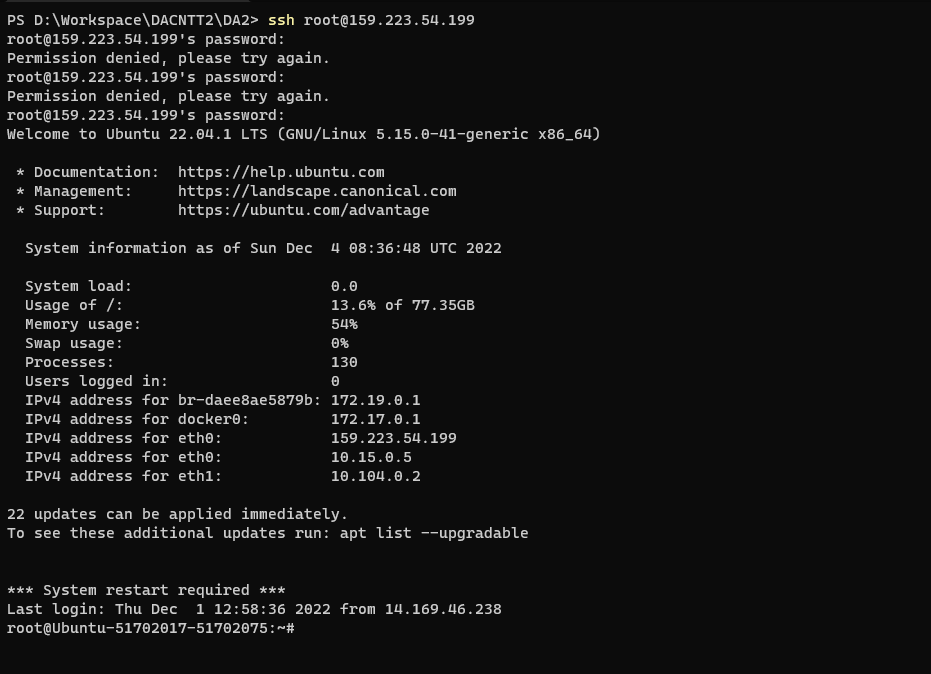 PS D:\Workspace\DACNTT2\DA2> ssh root@159.223.54.199
root@159.223.54.199's password:
Permission denied, please try again.
root@159.223.54.199's password:
Permission denied, please try again.
root@159.223.54.199's password:
Welcome to Ubuntu 22.04.1 LTS (GNU/Linux 5.15.0-41-generic x86_64)

 * Documentation:  https://help.ubuntu.com
 * Management:     https://landscape.canonical.com
 * Support:        https://ubuntu.com/advantage

  System information as of Sun Dec  4 08:36:48 UTC 2022

  System load:                      0.0
  Usage of /:                       13.6% of 77.35GB
  Memory usage:                     54%
  Swap usage:                       0%
  Processes:                        130
  Users logged in:                  0
  IPv4 address for br-daee8ae5879b: 172.19.0.1
  IPv4 address for docker0:         172.17.0.1
  IPv4 address for eth0:            159.223.54.199
  IPv4 address for eth0:            10.15.0.5
  IPv4 address for eth1:            10.104.0.2

22 updates can be applied immediately.
To see these additional updates run: apt list --upgradable


*** System restart required ***
Last login: Thu Dec  1 12:58:36 2022 from 14.169.46.238
root@Ubuntu-51702017-51702075:~#